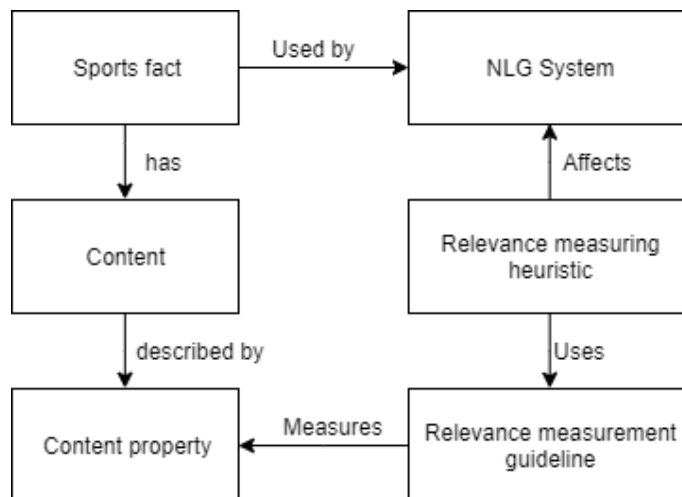 Sports fact
Used by
NLG System
has
Affects
Content
Relevance measuring
heuristic
described by
Uses
Content property
Measures
Relevance measurement
guideline